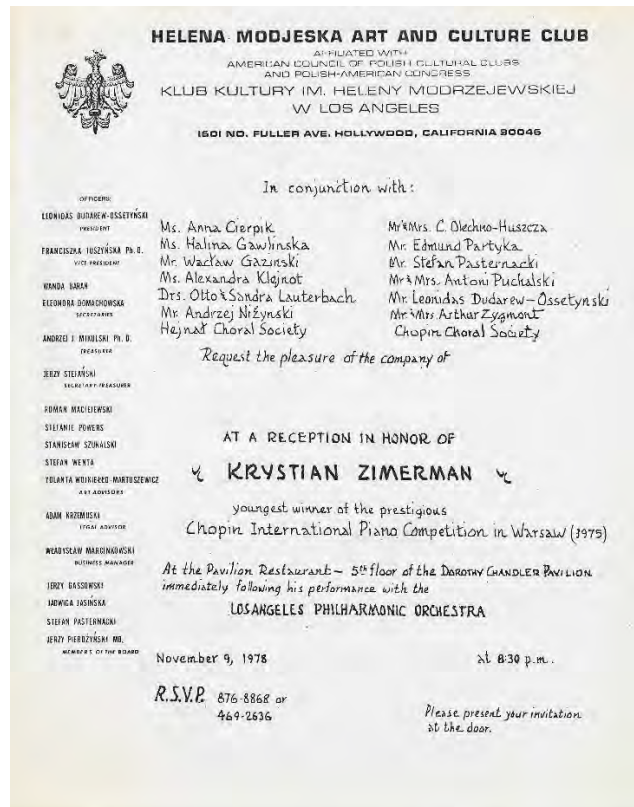 HELENA MODJESKA ART AND CULTURE CLUB
AFFILIATED WITH
AMERICAN COUNCIL OF POLISH CULTURAL CLUBS
AND POLISH-AMERICAN CONGRESS
KLUB KULTURY IM. HELENY MODRZEJEWSKIEJ
W LOS ANGELES
1601 NO. FULLER AVE. HOLLYWOOD, CALIFORNIA 90046
In conjunction with:
Ms. Anna Cierpik
Ms. Halina Gawlinska
Mr. Wacław Gaziński
Ms. Alexandra Klejnot
Drs. Otto & Sandra Lauterbach
Mr. Andrzej Niżynski
Hejnał Choral Society
Mr & Mrs. C. Olechno-Huszcza
Mr. Edmund Partyka
Mr. Stefan Pasternacki
Mr & Mrs. Antoni Puchalski
Mr. Leonidas Dudarew-Ossetynski
Mr & Mrs Arthur Zygmont
Chopin Choral Society
Request the pleasure of the company of
AT A RECEPTION IN HONOR OF
KRYSTIAN ZIMERMAN
youngest winner of the prestigious
Chopin International Piano Competition in Warsaw (1975)
At the Pavilion Restaurant – 5th floor of the DOROTHY CHANDLER PAVILION
immediately following his performance with the
LOS ANGELES PHILHARMONIC ORCHESTRA
November 9, 1978
at 8:30 p.m.
R.S.V.P. 876-8868 or
469-2636
Please present your invitation
at the door.
OFFICERS:
LEONIDAS DUDAREW-OSSETYŃSKI
PRESIDENT
FRANCISZKA TUSZYŃSKA Ph. D.
VICE PRESIDENT
WANDA BARAN
ELEONORA DOMACHOWSKA
SECRETARIES
ANDRZEJ J. MIKULSKI Ph. D.
TREASURER
JERZY STEFAŃSKI
SECRETARY-TREASURER
ROMAN MACIEJEWSKI
STEFANIE POWERS
STANISŁAW SZUKALSKI
STEFAN WENTA
YOLANTA WOJKIEŁŁO-MARTUSZEWICZ
ART ADVISORS
ADAM KRZEMUSKI
LEGAL ADVISOR
WŁADYSŁAW MARCINKOWSKI
BUSINESS MANAGER
JERZY GASSOWSKI
JADWIGA JASIŃSKA
STEFAN PASTERNACKI
JERZY PIERDZYŃSKI MD.
MEMBERS OF THE BOARD